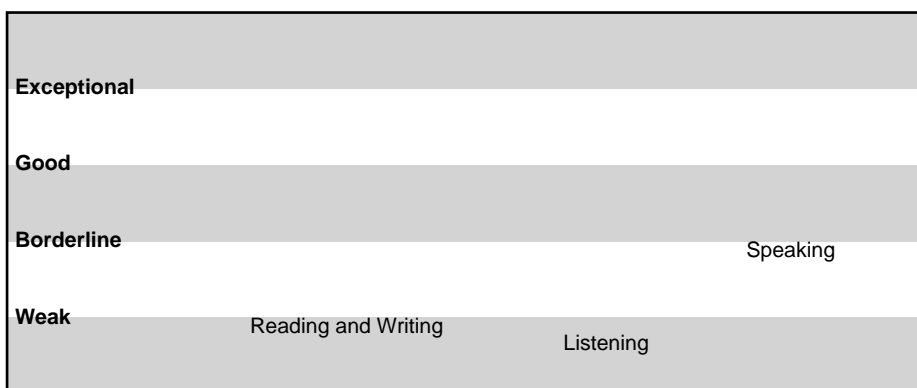 Exceptional
Good
Borderline
Speaking
Weak
Reading and Writing
Listening